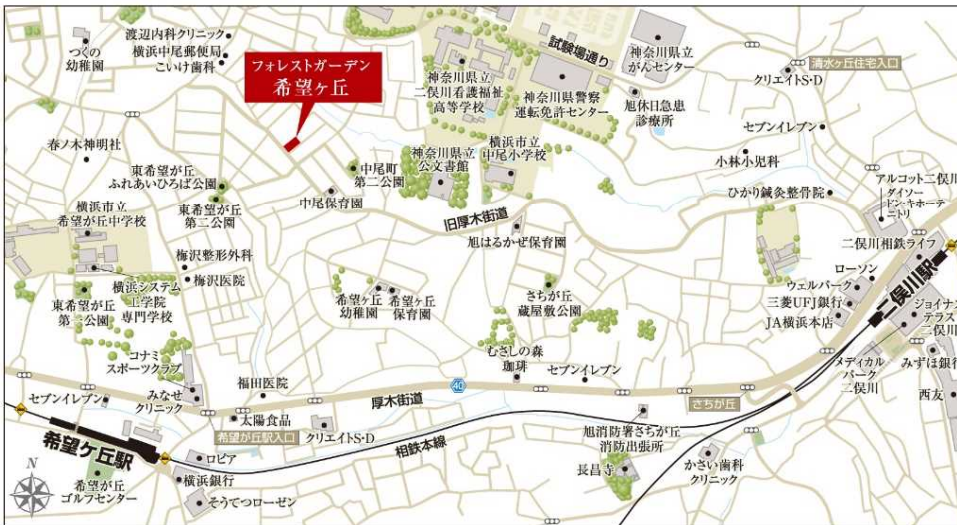 つくの
幼稚園
渡辺内科クリニック
横浜中尾郵便局
こいけ歯科
フォレストガーデン
希望ヶ丘
神奈川県立
二俣川看護福祉
高等学校
試験場通り
神奈川県警察
運転免許センター
神奈川県立
がんセンター
旭休日急患
診療所
清水ヶ丘住宅入口
クリエイトS・D
セブンイレブン
小林小児科
ひかり鍼灸整骨院
アルコット二俣川
ダイソー
ドン・キホーテ
ニトリ
春ノ木神明社
東希望が丘
ふれあいひろば公園
東希望が丘
第二公園
中尾町
第二公園
中尾保育園
神奈川県立
公文書館
横浜市立
中尾小学校
旧厚木街道
旭はるかぜ保育園
横浜市立
希望が丘中学校
梅沢整形外科
梅沢医院
横浜システム
工学院
専門学校
東希望が丘
第一公園
希望ヶ丘
幼稚園
希望ヶ丘
保育園
さちが丘
蔵屋敷公園
二俣川相鉄ライフ
二俣川駅
ローソン
ウェルパーク
三菱UFJ銀行
JA横浜本店
ジョイナス
テラス
二俣川
メディカル
パーク
二俣川
みずほ銀行
西友
コナミ
スポーツクラブ
みなせ
クリニック
セブンイレブン
福田医院
太陽食品
希望が丘駅入口
クリエイトS・D
40
厚木街道
むさしの森
珈琲
セブンイレブン
さちが丘
相鉄本線
旭消防署さちが丘
消防出張所
長昌寺
かさい歯科
クリニック
希望ケ丘駅
ロピア
横浜銀行
そうてつローゼン
希望が丘
ゴルフセンター
N